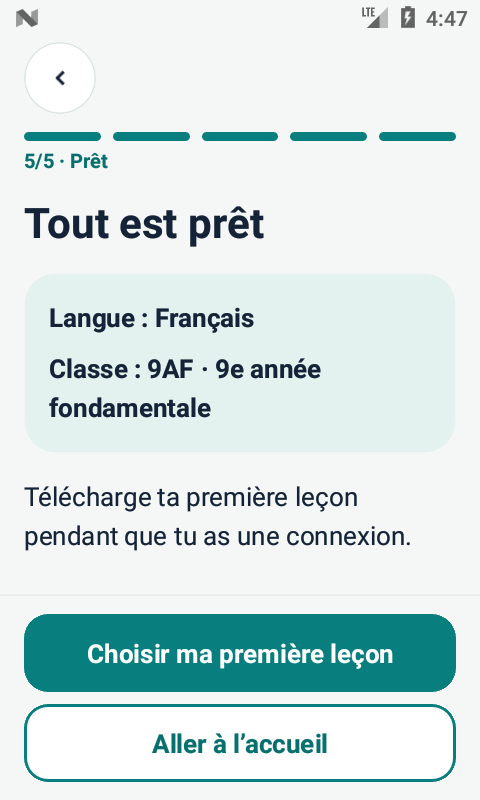 LTE 4:47
5/5 · Prêt
Tout est prêt
Langue : Français
Classe : 9AF · 9e année
fondamentale
Télécharge ta première leçon
pendant que tu as une connexion.
Choisir ma première leçon
Aller à l’accueil